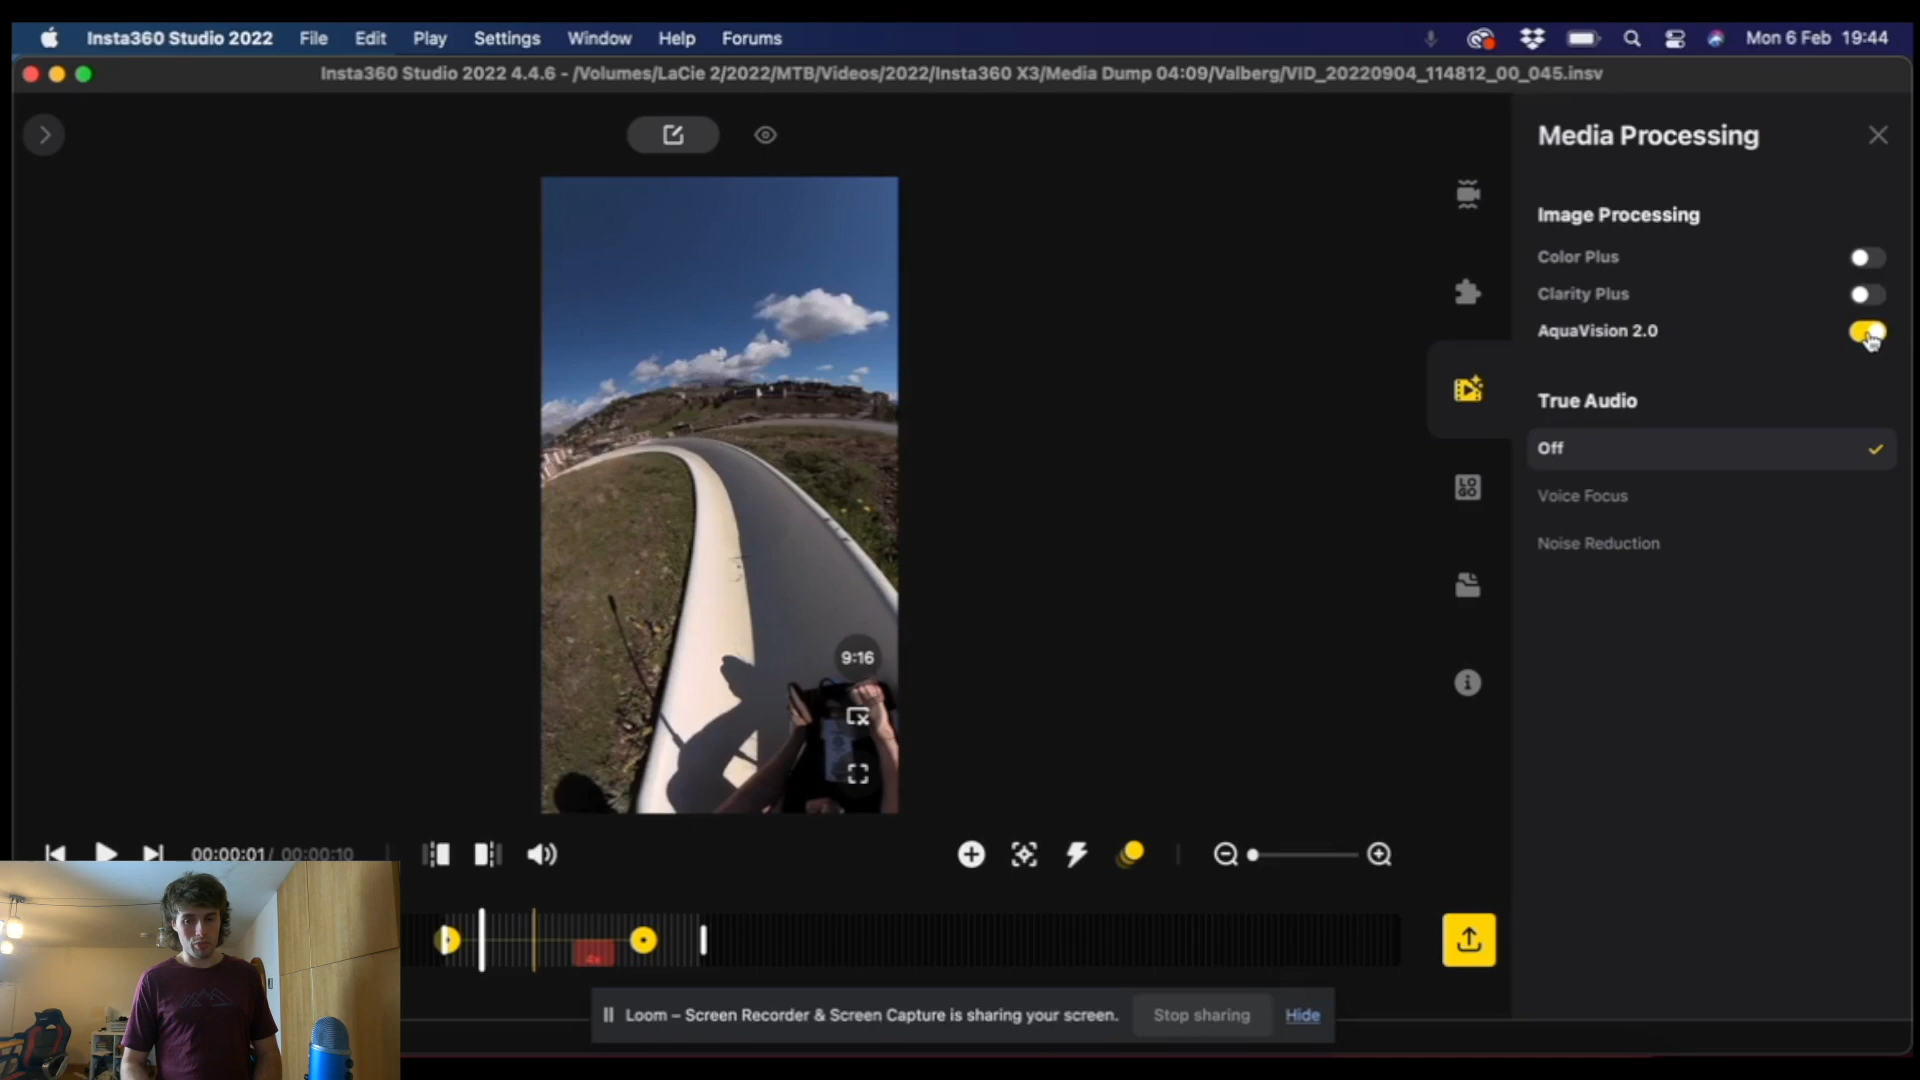 Insta360 Studio 2022 File Edit Play Settings Window Help Forums Mon 6 Feb 19:44
Insta360 Studio 2022 4.4.6 - /Volumes/LaCie 2/2022/MTB/Videos/2022/Insta360 X3/Media Dump 04:09/Valberg/VID_20220904_114812_00_045.insv
Media Processing
Image Processing
Color Plus
Clarity Plus
AquaVision 2.0
True Audio
Off
Voice Focus
LO
GO
Noise Reduction
9:16
00:00:01 / 00:00:10
4x
Loom – Screen Recorder & Screen Capture is sharing your screen. Stop sharing Hide